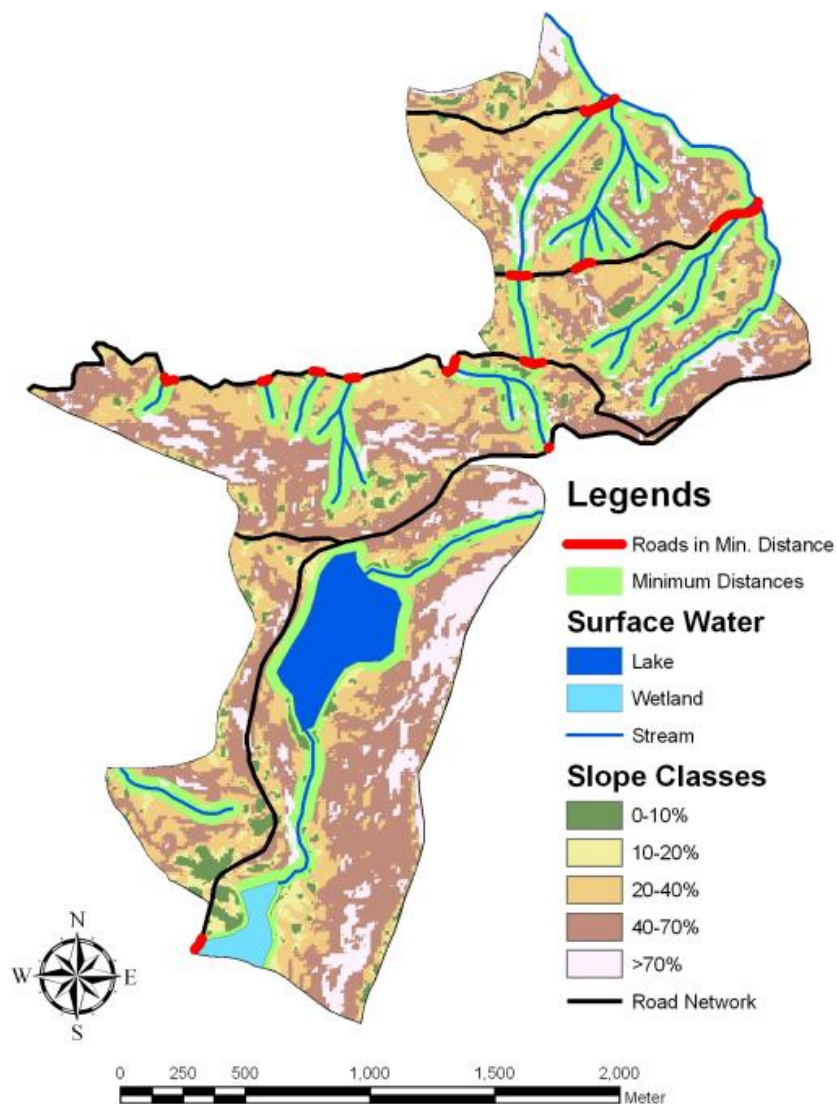 Legends
Roads in Min. Distance
Minimum Distances
Surface Water
Lake
Wetland
Stream
Slope Classes
0-10%
10-20%
20-40%
40-70%
>70%
Road Network
N
W E
S
0 250 500 1,000 1,500 2,000
Meter